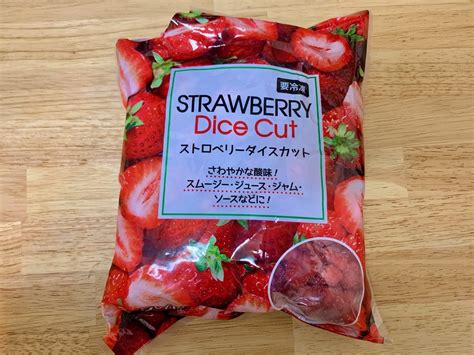 要冷凍
STRAWBERRY
Dice Cut
ストロベリーダイスカット
さわやかな酸味!
スムージー・ジュース・ジャム・
ソースなどに!